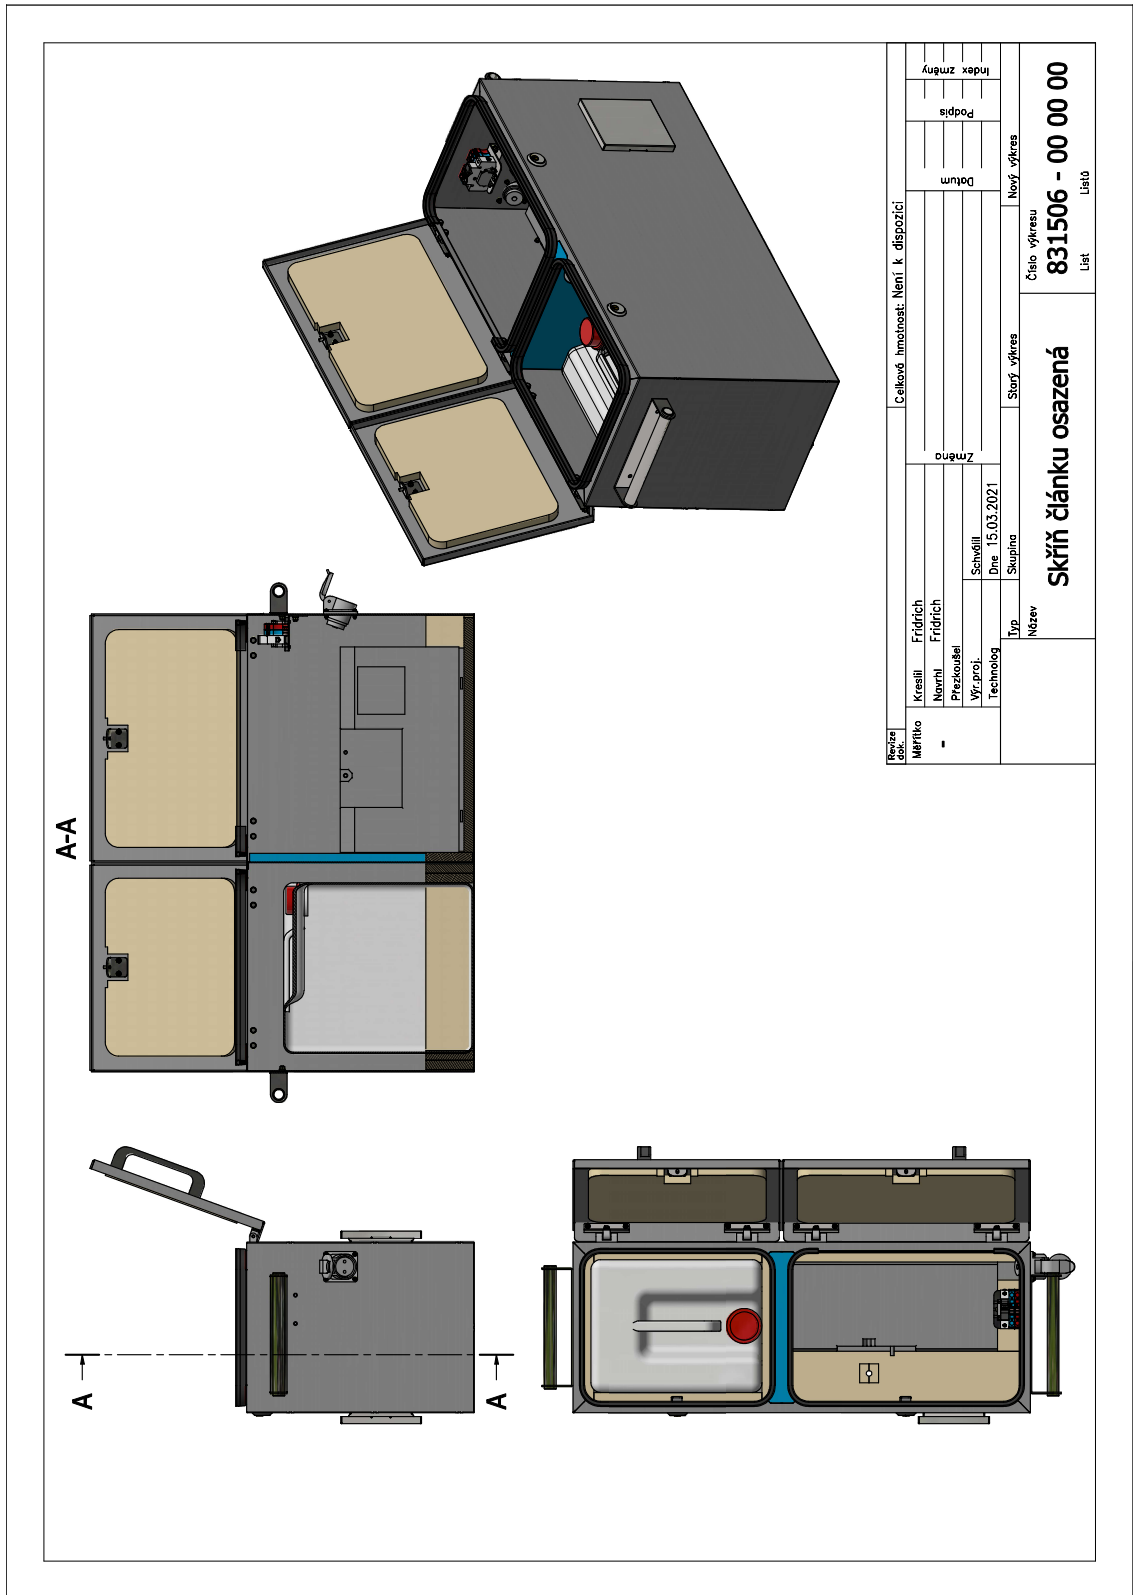 A-A
A
A
Revize
dok.
Celková hmotnost: Není k dispozici
Měřítko
-
Kreslil Fridrich
Navrhl Fridrich
Přezkoušel
Výr.proj.
Technolog
Schválil
Dne 15.03.2021
Změna
Datum
Podpis
Index změny
Typ
Skupina
Starý výkres
Nový výkres
Název
Skříň článku osazená
Číslo výkresu
831506 - 00 00 00
List
Listů